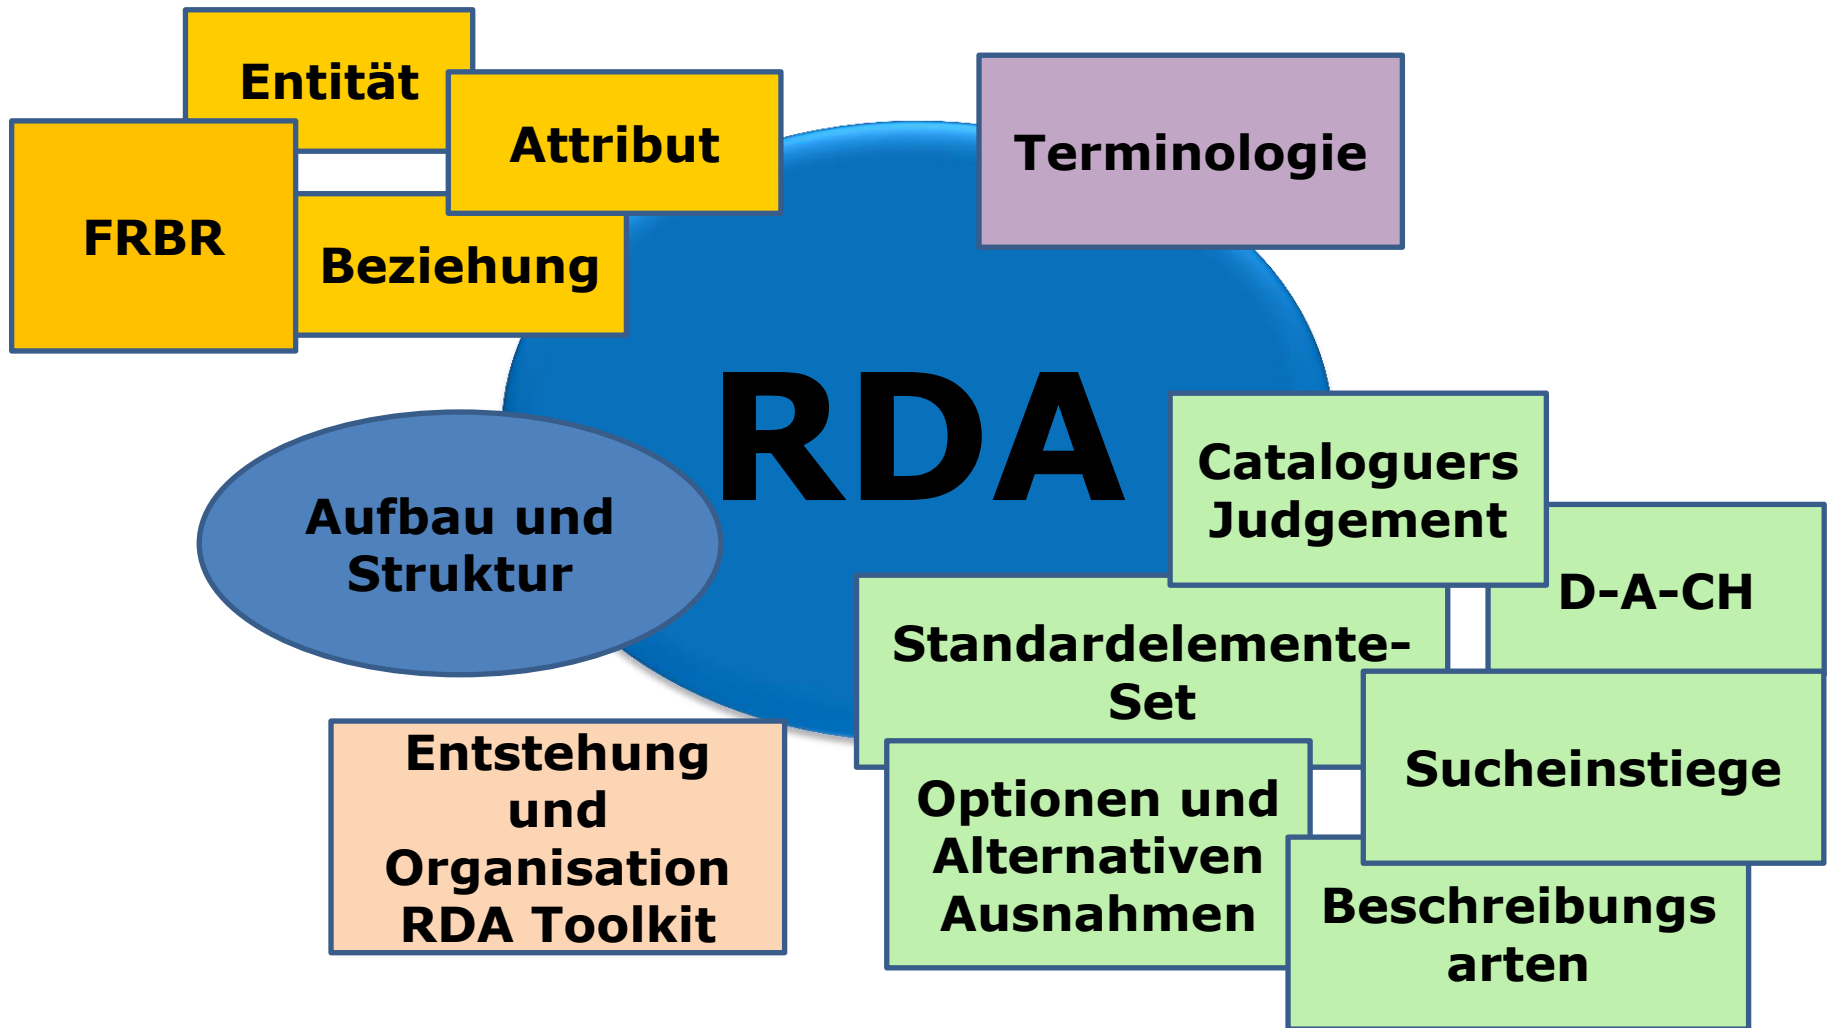 Entität
Attribut
FRBR
Beziehung
Terminologie
RDA
Aufbau und
Struktur
Cataloguers
Judgement
D-A-CH
Standardelemente-
Set
Sucheinstiege
Entstehung
und
Organisation
RDA Toolkit
Optionen und
Alternativen
Ausnahmen
Beschreibungs
arten